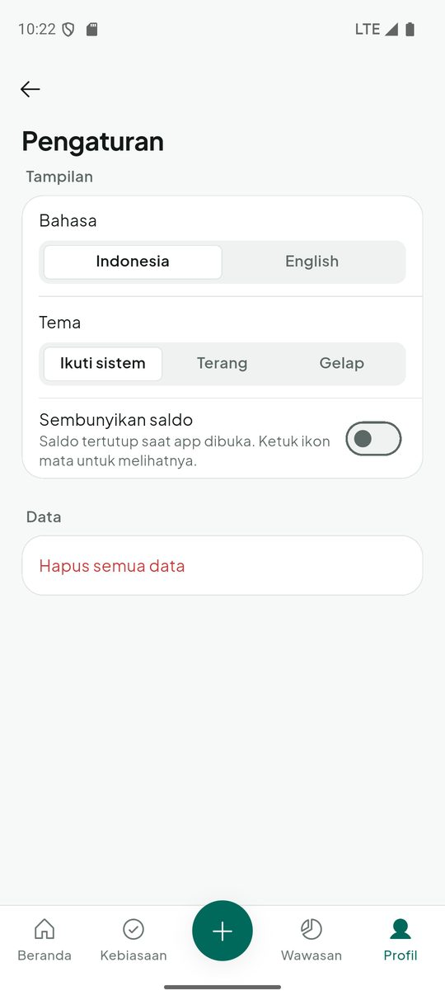 10:22
LTE
Pengaturan
Tampilan
Bahasa
Indonesia
English
Tema
Ikuti sistem
Terang
Gelap
Sembunyikan saldo
Saldo tertutup saat app dibuka. Ketuk ikon
mata untuk melihatnya.
Data
Hapus semua data
Beranda
Kebiasaan
Wawasan
Profil